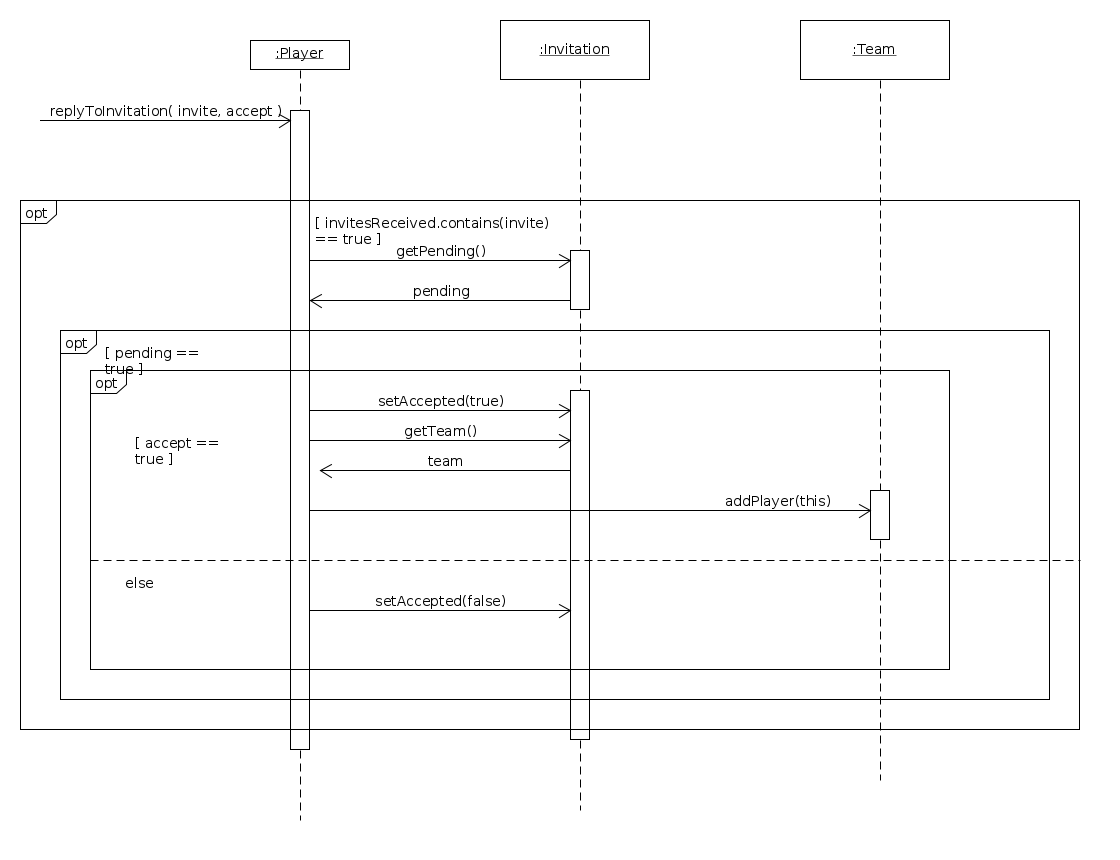 :Player
:Invitation
:Team
replyToInvitation( invite, accept )
opt
[ invitesReceived.contains(invite)
== true ]
getPending()
pending
opt
[ pending ==
true ]
opt
setAccepted(true)
getTeam()
[ accept ==
true ]
team
addPlayer(this)
else
setAccepted(false)